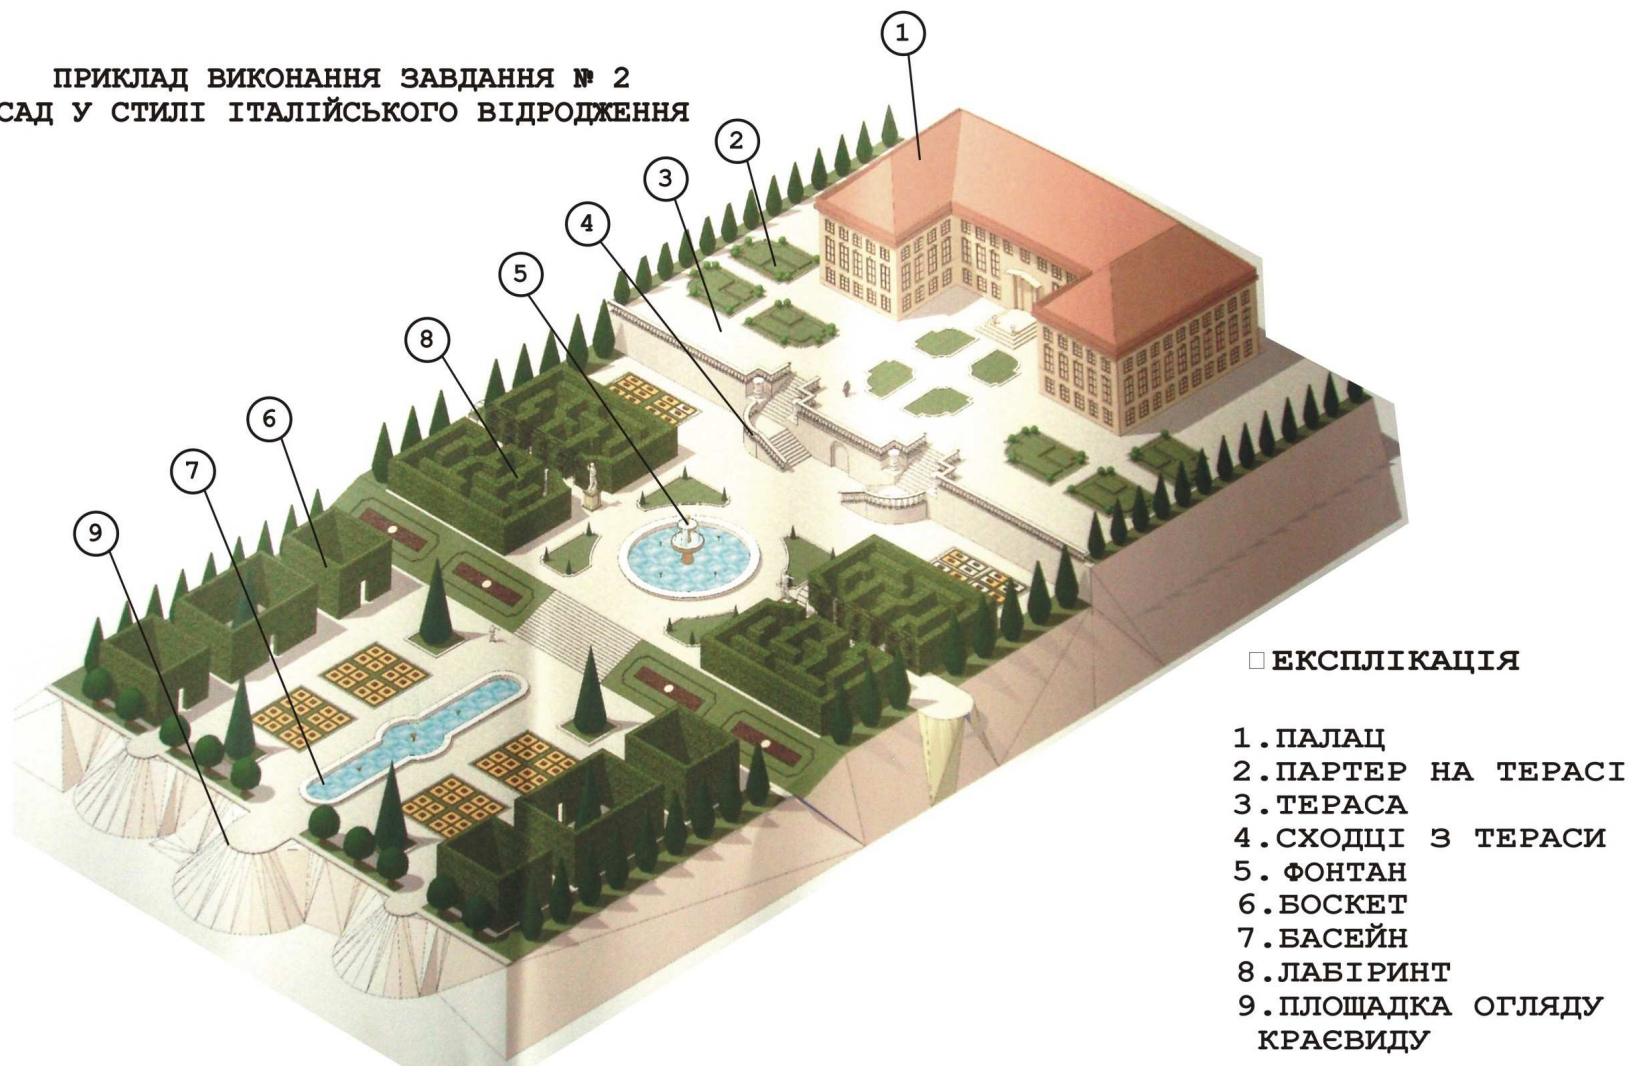 ПРИКЛАД ВИКОНАННЯ ЗАВДАННЯ № 2
САД У СТИЛІ ІТАЛІЙСЬКОГО ВІДРОДЖЕННЯ
1
2
3
4
5
8
6
7
9
ЕКСПЛІКАЦІЯ
1.ПАЛАЦ
2.ПАРТЕР НА ТЕРАСІ
3.ТЕРАСА
4.СХОДЦІ З ТЕРАСИ
5.ФОНТАН
6.БОСКЕТ
7.БАСЕЙН
8.ЛАБІРИНТ
9.ПЛОЩАДКА ОГЛЯДУ
КРАЄВИДУ